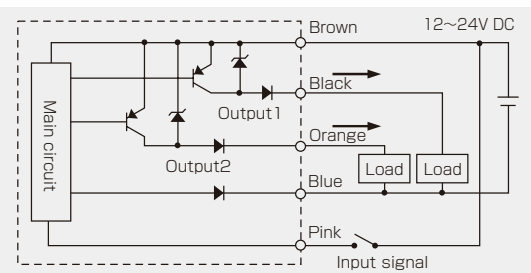 Brown
12～24V DC
Black
Output1
Orange
Output2
Load
Load
Main circuit
Blue
Pink
Input signal